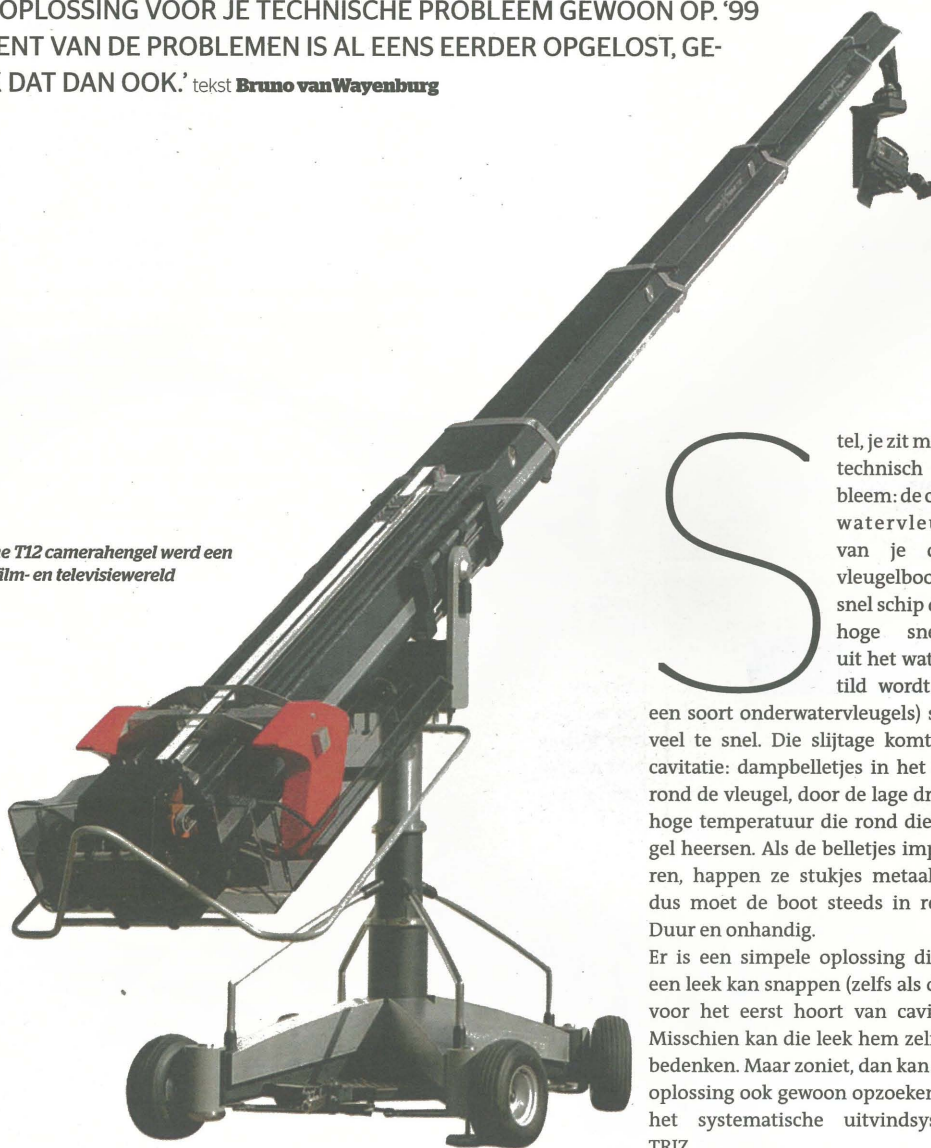 OPLOSSING VOOR JE TECHNISCHE PROBLEEM GEWOON OP. ‘99
ENT VAN DE PROBLEMEN IS AL EENS EERDER OPGELOST, GE-
DAT DAN OOK.’ tekst Bruno van Wayenburg
e T12 camerahengel werd een
ilm- en televisiewereld
S
tel, je zit m
technisch
bleem: de o
watervleu
van je d
vleugelboo
snel schip d
hoge sne
uit het wat
tild wordt
een soort onderwatervleugels) s
veel te snel. Die slijtage komt
cavitatie: dampbelletjes in het
rond de vleugel, door de lage dr
hoge temperatuur die rond die
gel heersen. Als de belletjes imp
ren, happen ze stukjes metaal
dus moet de boot steeds in re
Duur en onhandig.
Er is een simpele oplossing di
een leek kan snappen (zelfs als d
voor het eerst hoort van cavi
Misschien kan die leek hem zel
bedenken. Maar zoniet, dan kan
oplossing ook gewoon opzoeken
het systematische uitvindsys
TRIZ